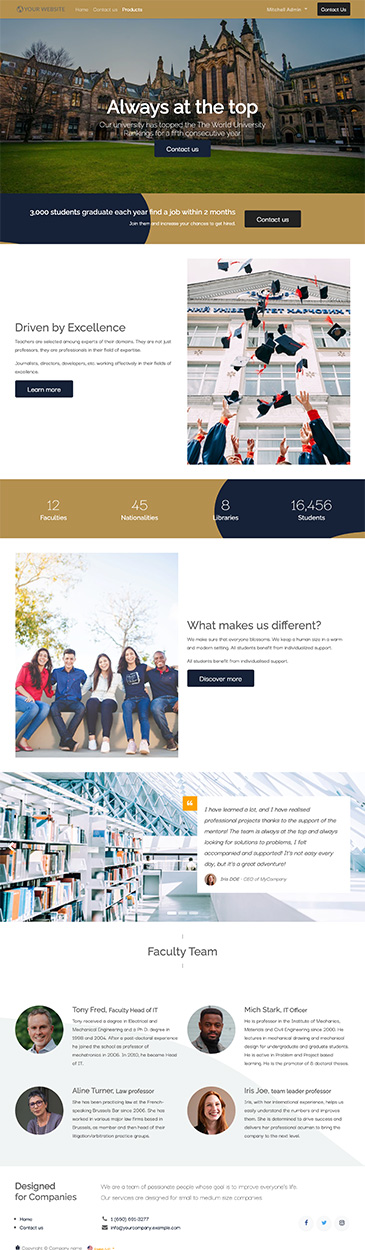 YOUR WEBSITE
Home Contact us Products
Mitchell Admin
Contact Us
Always at the top
Our university has topped the The World University
Rankings for a fifth consecutive year.
Contact us
3,000 students graduate each year find a job within 2 months
Join them and increase your chances to get hired.
Contact us
Driven by Excellence
Teachers are selected among experts of their domains. They are not just
professors, they are professionals in their field of expertise.
Journalists, directors, developers, etc. working effectively in their fields of
excellence.
Learn more
12 45 8 16,456
Faculties Nationalities Libraries Students
What makes us different?
We make sure that everyone blossoms. We keep a human size in a warm
and modern setting. All students benefit from individualized support.
All students benefit from individualised support.
Discover more
I have learned a lot, and I have realised
professional projects thanks to the support of the
mentors! The team is always at the top and always
looking for solutions to problems, I felt
accompanied and supported! It's not easy every
day, but it's a great adventure!
Iris DOE - CEO of MyCompany
Faculty Team
Tony Fred, Faculty Head of IT
Tony received a degree in Electrical and
Mechanical Engineering and a Ph. D. degree in
1998 and 2004. After a post-doctoral experience
he joined the school as professor of
mechatronics in 2006. In 2010, he became Head
of IT.
Mich Stark, IT Officer
He is professor in the Institute of Mechanics,
Materials and Civil Engineering since 2000. He
lectures in mechanical drawing and mechanical
design for undergraduate and graduate students.
He is active in Problem and Project based
learning. He is the promoter of 6 doctoral theses.
Aline Turner, Law professor
She has been practising law at the French-
speaking Brussels Bar since 2006. She has
worked in various law firms based in
Brussels, as member and then head of their
litigation/arbitration practice groups.
Iris Joe, team leader professor
Iris, with her international experience, helps us
easily understand the numbers and improves
them. She is determined to drive success and
delivers her professional acumen to bring the
company to the next level.
Designed
for Companies
We are a team of passionate people whose goal is to improve everyone's life.
Our services are designed for small to medium size companies.
Home
Contact us
1 (650) 691-3277
info@yourcompany.example.com
Copyright © Company name